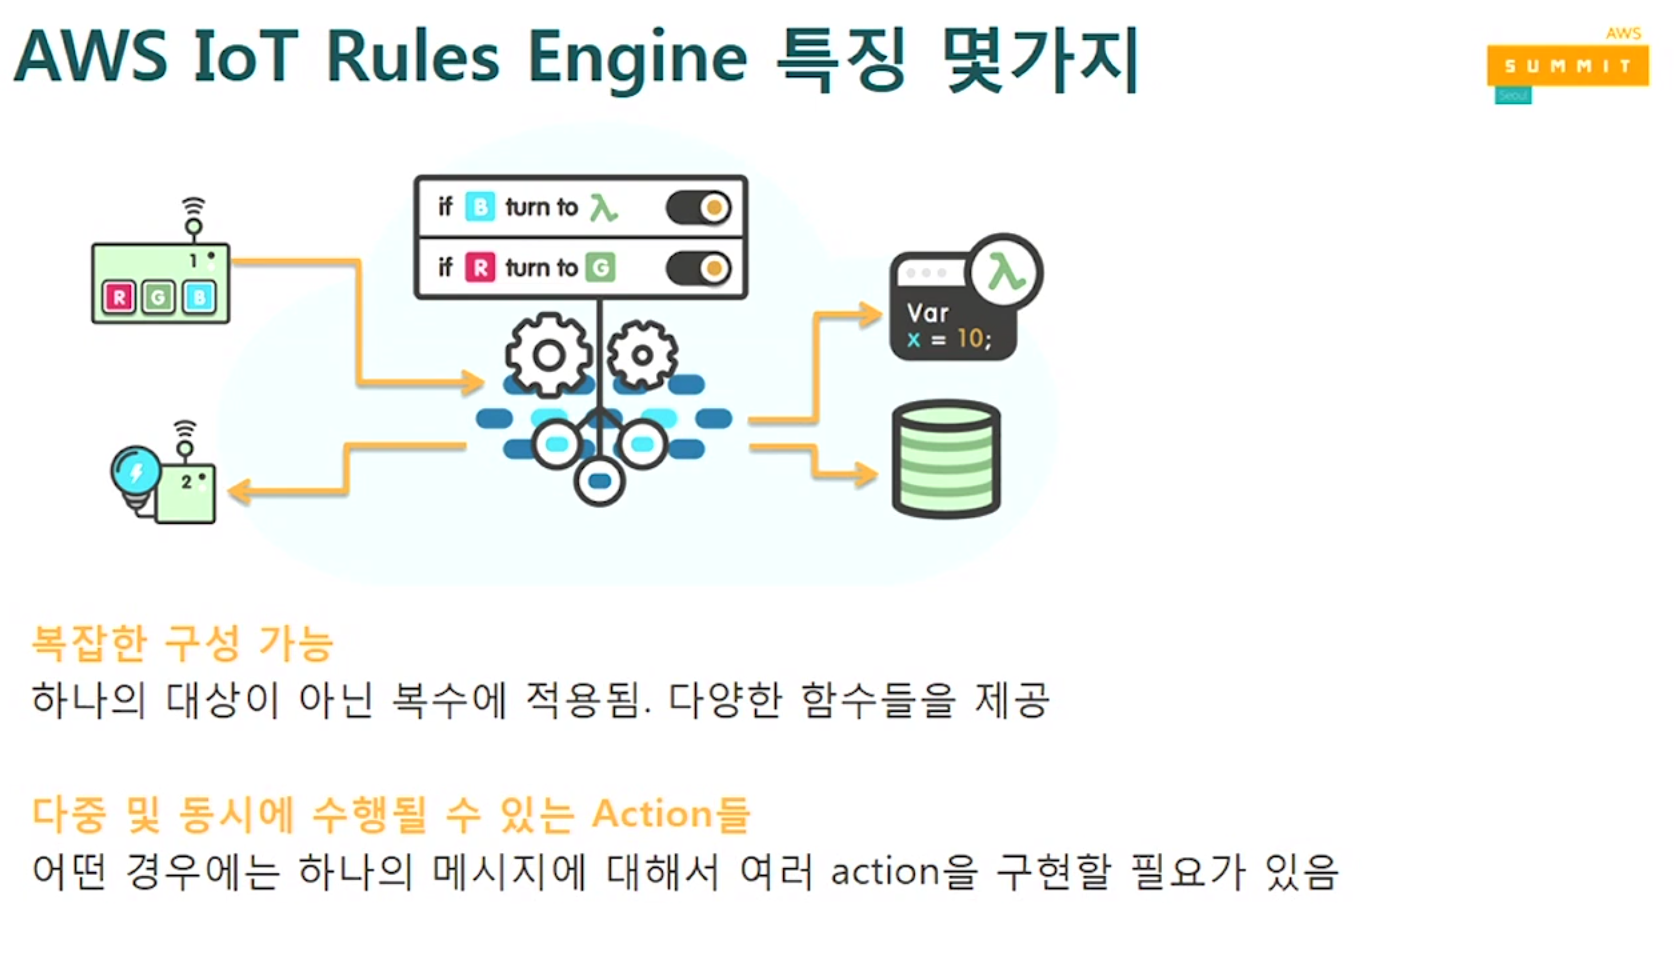 AWS IoT Rules Engine 특징 몇가지
AWS
SUMMIT
Seoul
if B turn to λ
if R turn to G
1
R G B
2
λ
Var
x = 10;
복잡한 구성 가능
하나의 대상이 아닌 복수에 적용됨. 다양한 함수들을 제공
다중 및 동시에 수행될 수 있는 Action들
어떤 경우에는 하나의 메시지에 대해서 여러 action을 구현할 필요가 있음